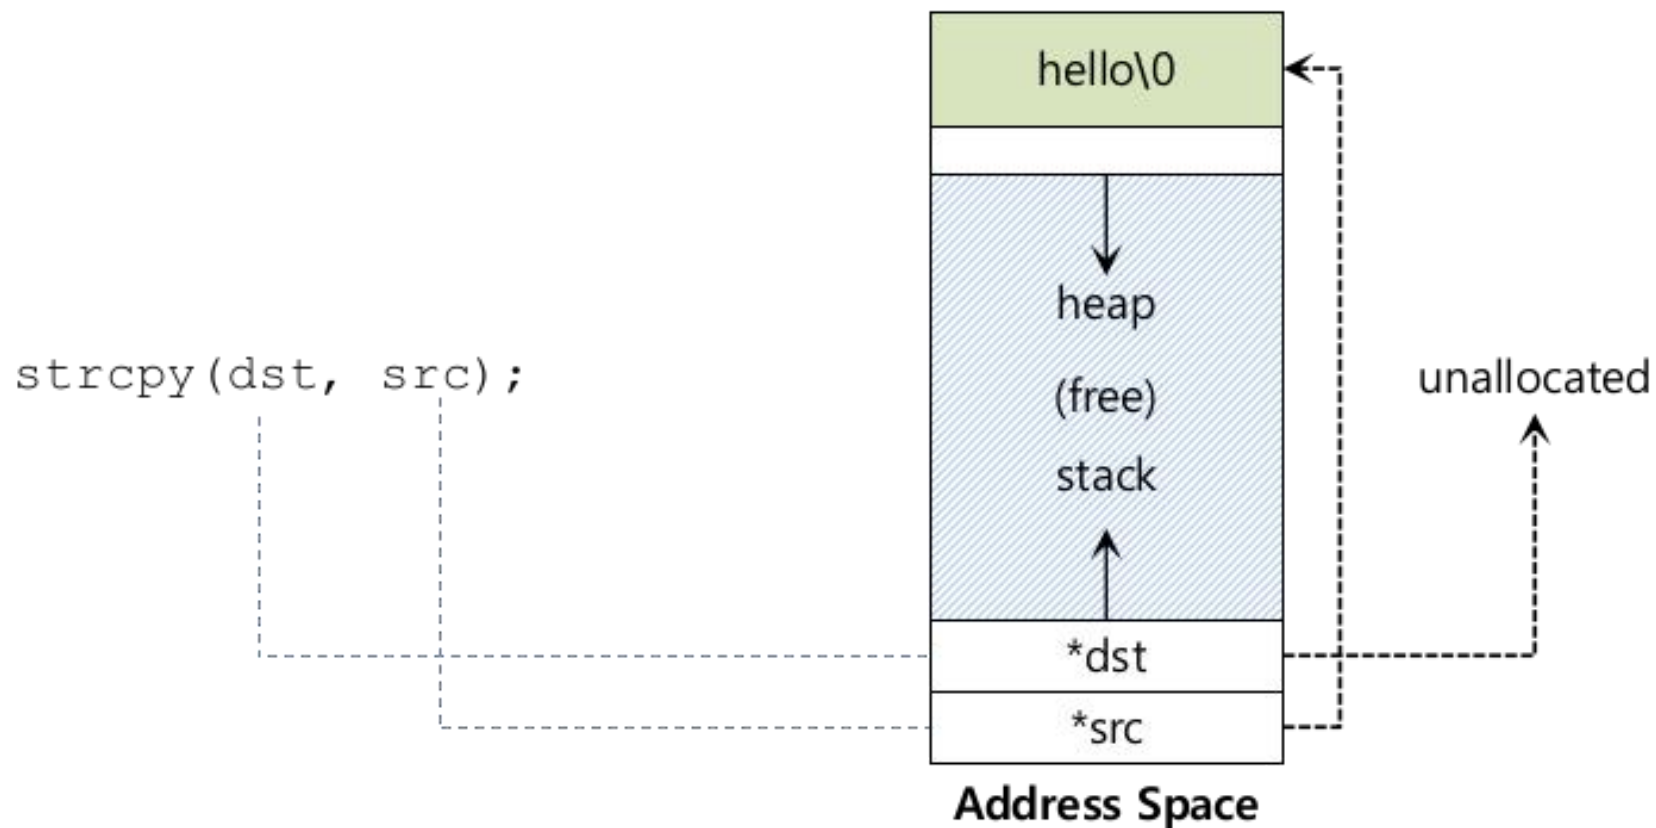 hello\0
heap
strcpy(dst, src);
(free)
unallocated
stack
*dst
*src
Address Space